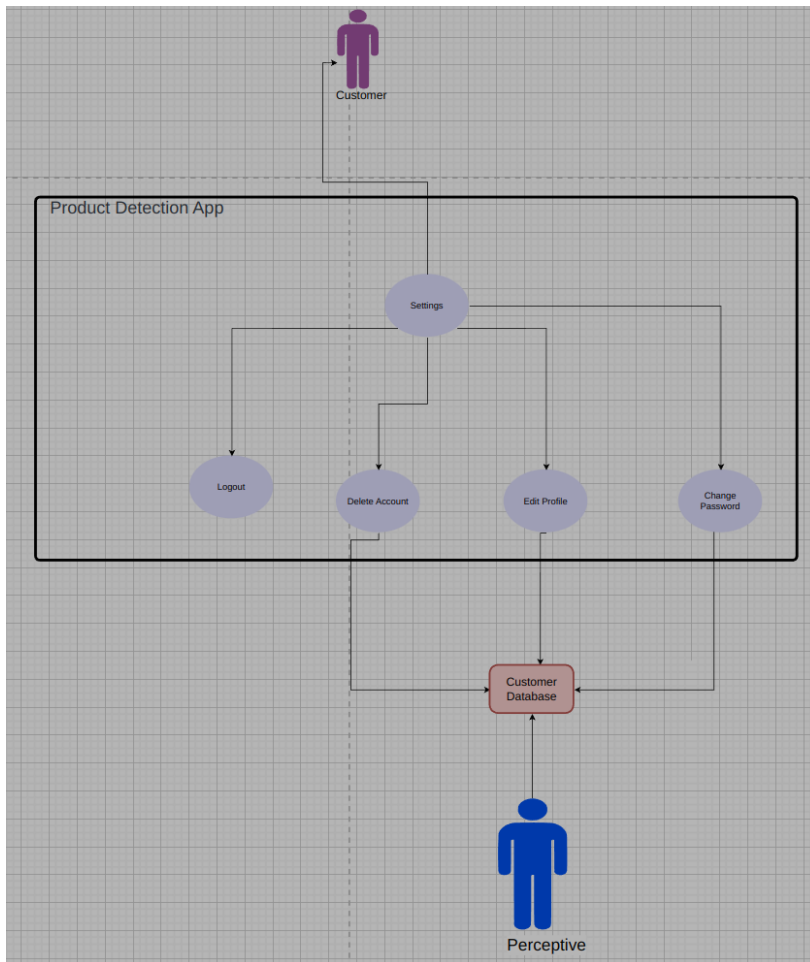 Customer
Product Detection App
Settings
Logout
Delete Account
Edit Profile
Change
Password
Customer
Database
Perceptive